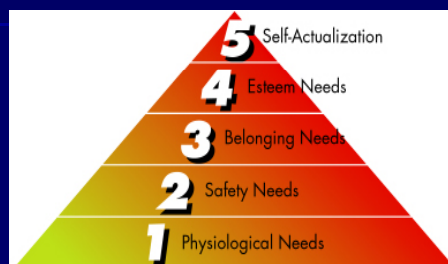 5 Self-Actualization
4 Esteem Needs
3 Belonging Needs
2 Safety Needs
1 Physiological Needs